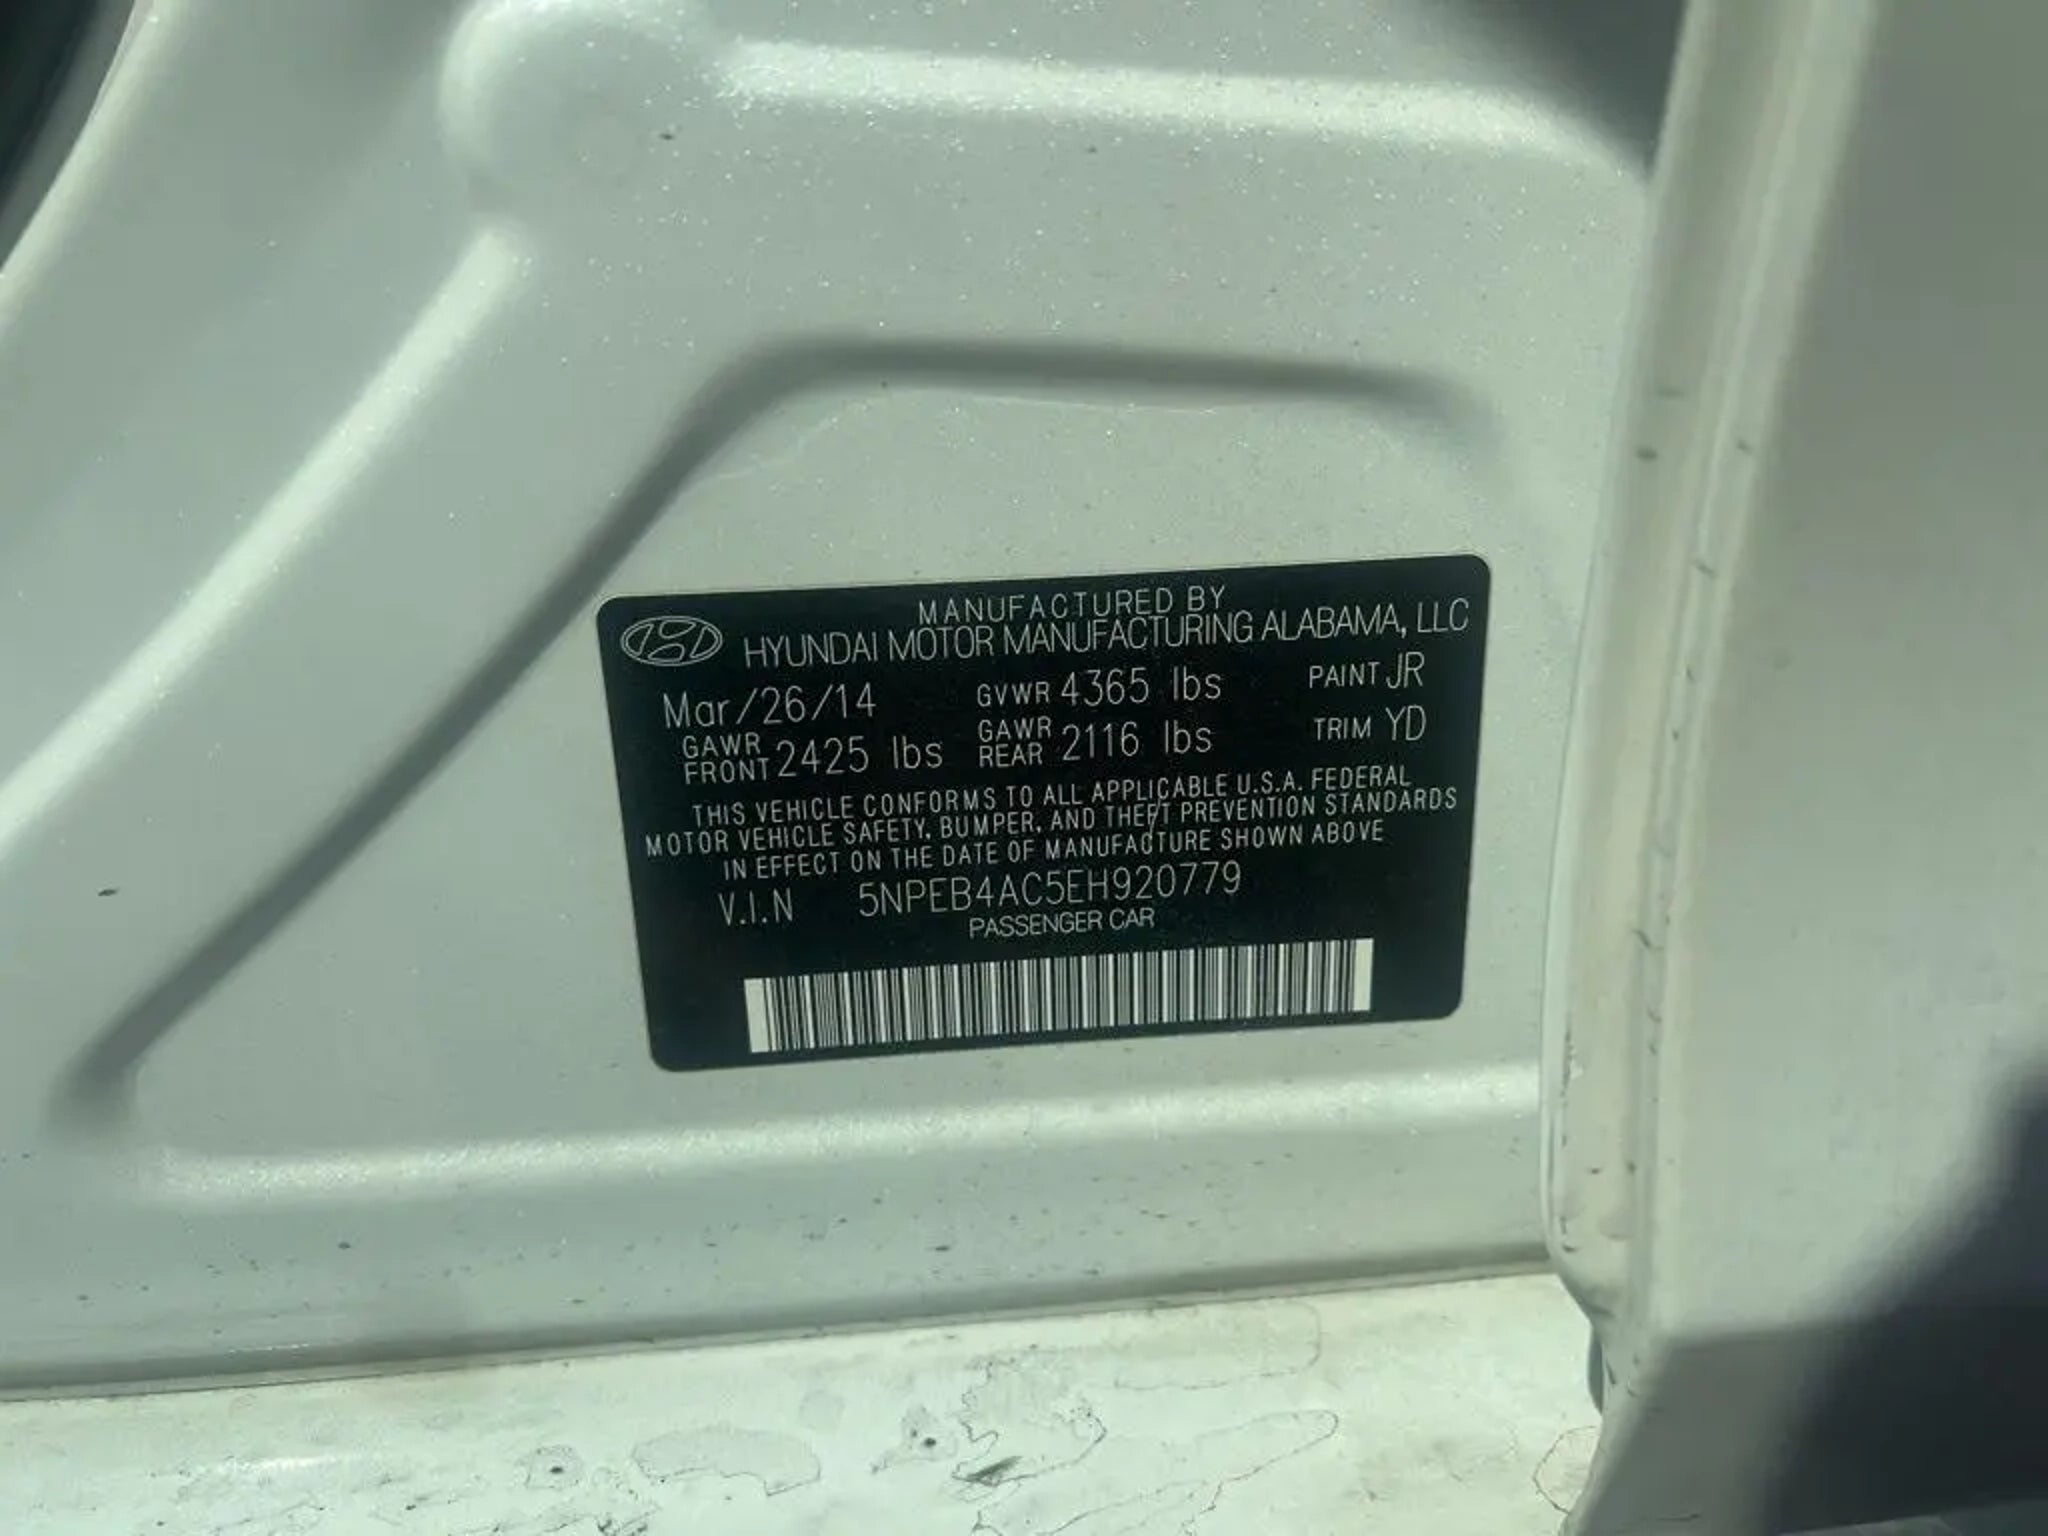 MANUFACTURED BY
HYUNDAI MOTOR MANUFACTURING ALABAMA, LLC
Mar/26/14 GVWR 4365 lbs PAINT JR
GAWR FRONT 2425 lbs GAWR REAR 2116 lbs TRIM YD
THIS VEHICLE CONFORMS TO ALL APPLICABLE U.S.A. FEDERAL
MOTOR VEHICLE SAFETY, BUMPER, AND THEFT PREVENTION STANDARDS
IN EFFECT ON THE DATE OF MANUFACTURE SHOWN ABOVE
V.I.N 5NPEB4AC5EH920779
PASSENGER CAR